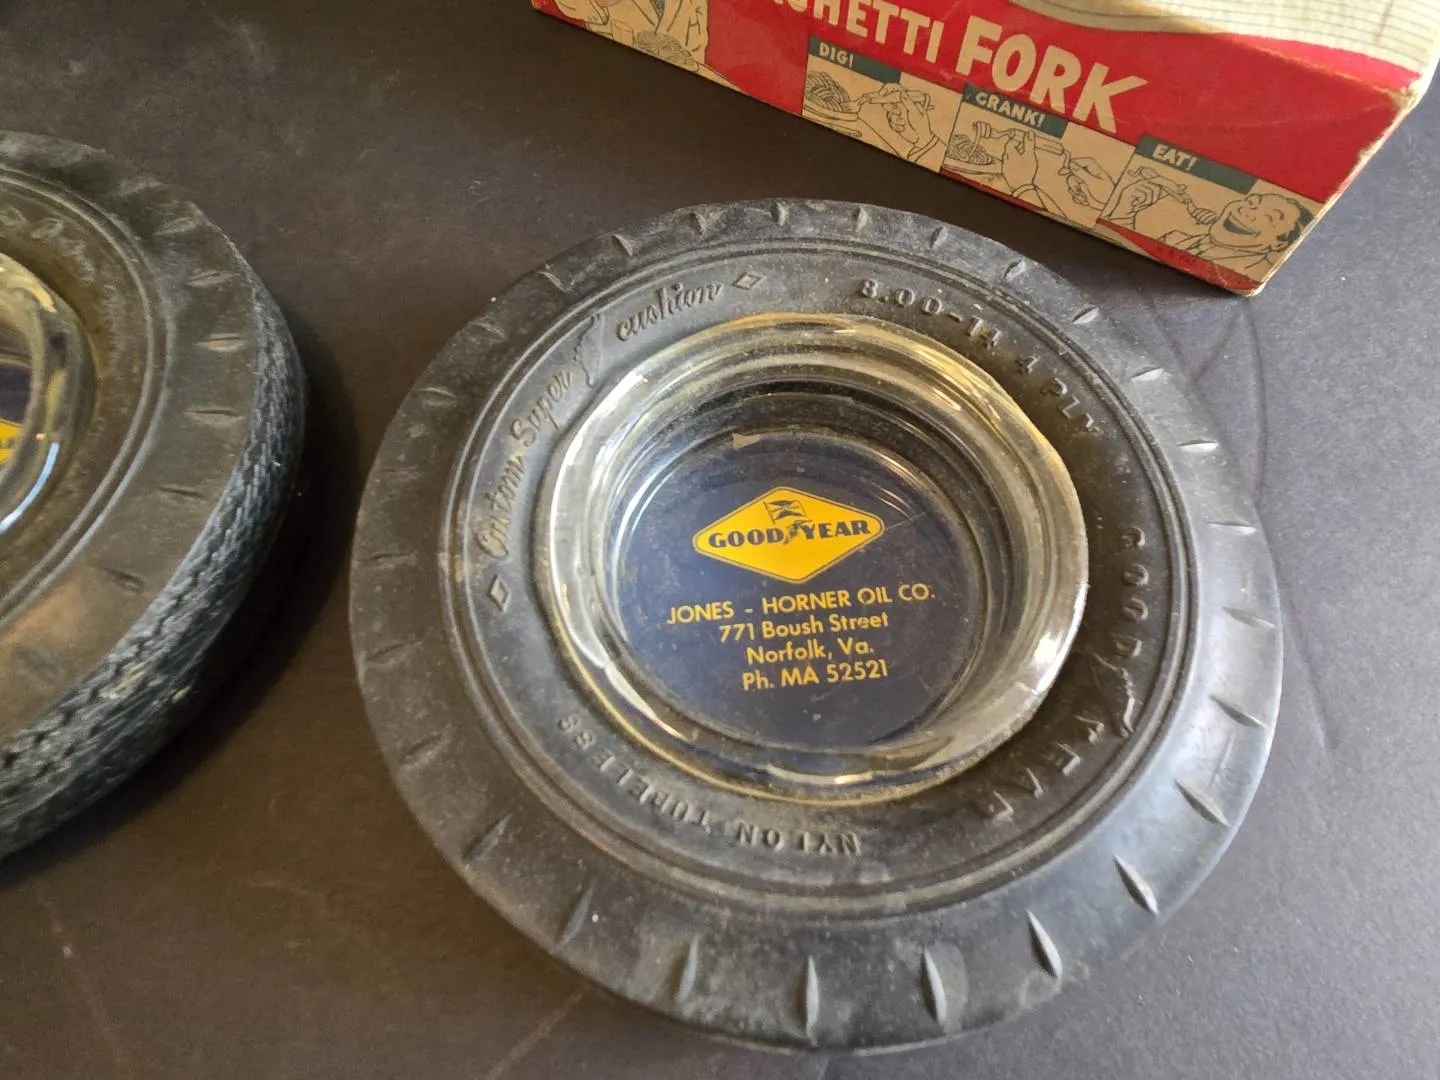 GHETTI FORK
DIG!
CRANK!
EAT!
Custom Super Cushion
8.00-14 4 PLY
GOODYEAR
NYLON TUBELESS
GOODYEAR
JONES - HORNER OIL CO.
771 Boush Street
Norfolk, Va.
Ph. MA 52521